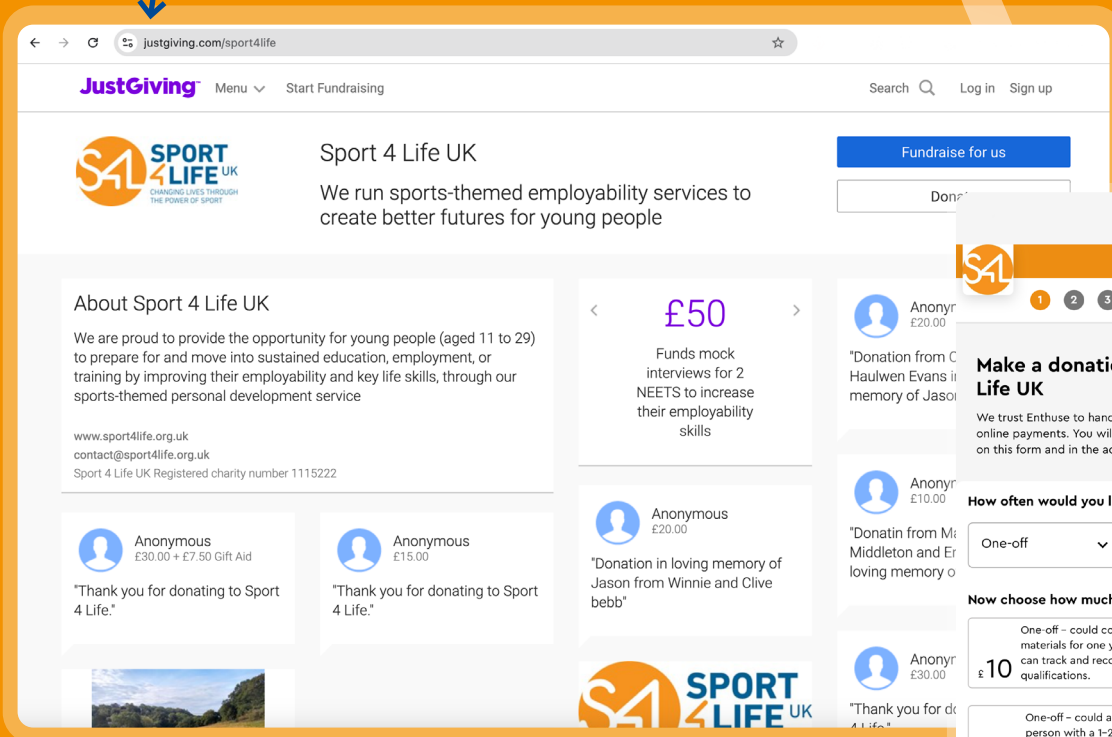 justgiving.com/sport4life
JustGiving™
Menu
Start Fundraising
Search
Log in
Sign up
S4L SPORT
4LIFE UK
CHANGING LIVES THROUGH
THE POWER OF SPORT
Sport 4 Life UK
We run sports-themed employability services to
create better futures for young people
Fundraise for us
About Sport 4 Life UK
We are proud to provide the opportunity for young people (aged 11 to 29)
to prepare for and move into sustained education, employment, or
training by improving their employability and key life skills, through our
sports-themed personal development service
www.sport4life.org.uk
contact@sport4life.org.uk
Sport 4 Life UK Registered charity number 1115222
£50
Funds mock
interviews for 2
NEETS to increase
their employability
skills
Anonymous
£30.00 + £7.50 Gift Aid
"Thank you for donating to Sport
4 Life."
Anonymous
£15.00
"Thank you for donating to Sport
4 Life."
Anonymous
£20.00
"Donation in loving memory of
Jason from Winnie and Clive
bebb"
S4L SPORT
4LIFE UK
£20.00
"Donation from
Haulwen Evans
memory of
£10.00
"Donatin from
Middleton and
loving memory
£30.00
"Thank you for
S4L
1 2 3
Make a
Life UK
We trust Enthuse to
online payments. You
on this form and in the
How often would you
One-off
Now choose how
£10
One-off – could
materials for one
can track and
qualifications.
One-off – could
person with a